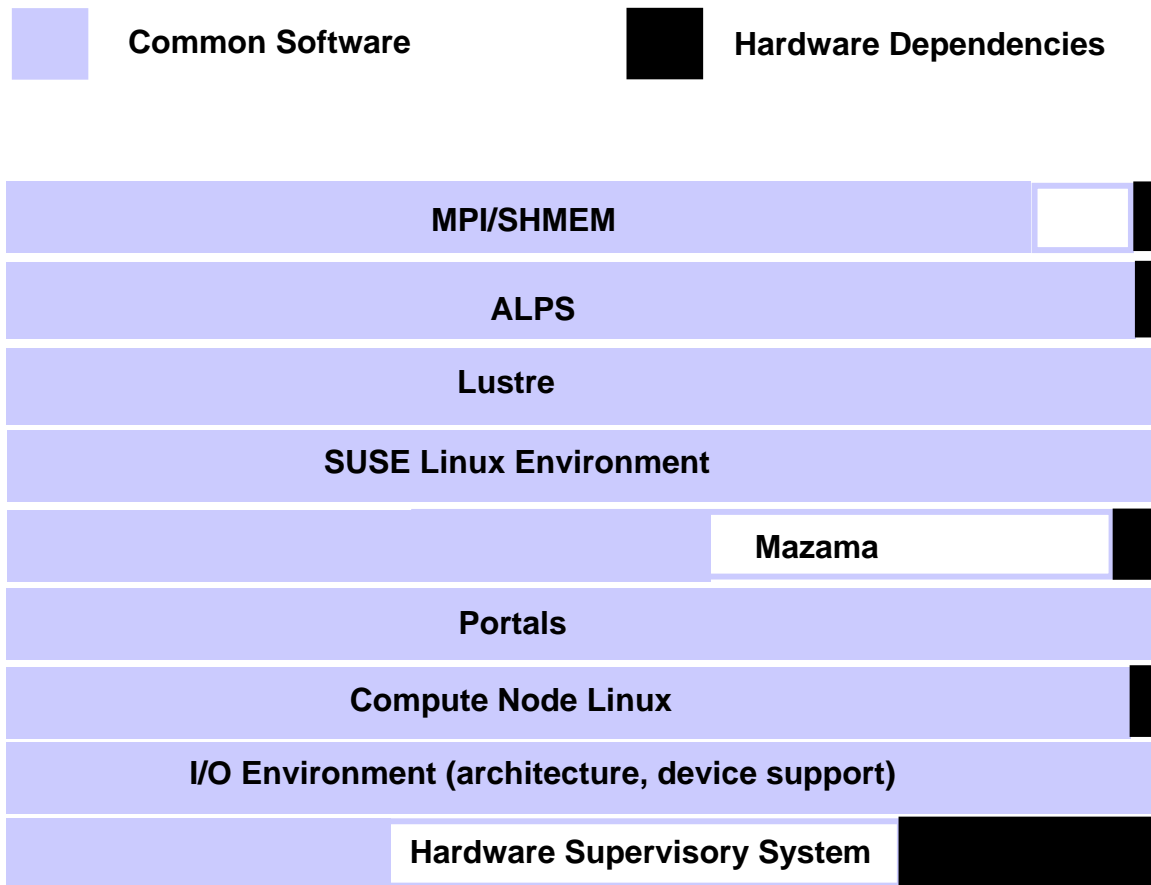 Common Software
Hardware Dependencies
MPI/SHMEM
ALPS
Lustre
SUSE Linux Environment
Mazama
Portals
Compute Node Linux
I/O Environment (architecture, device support)
Hardware Supervisory System